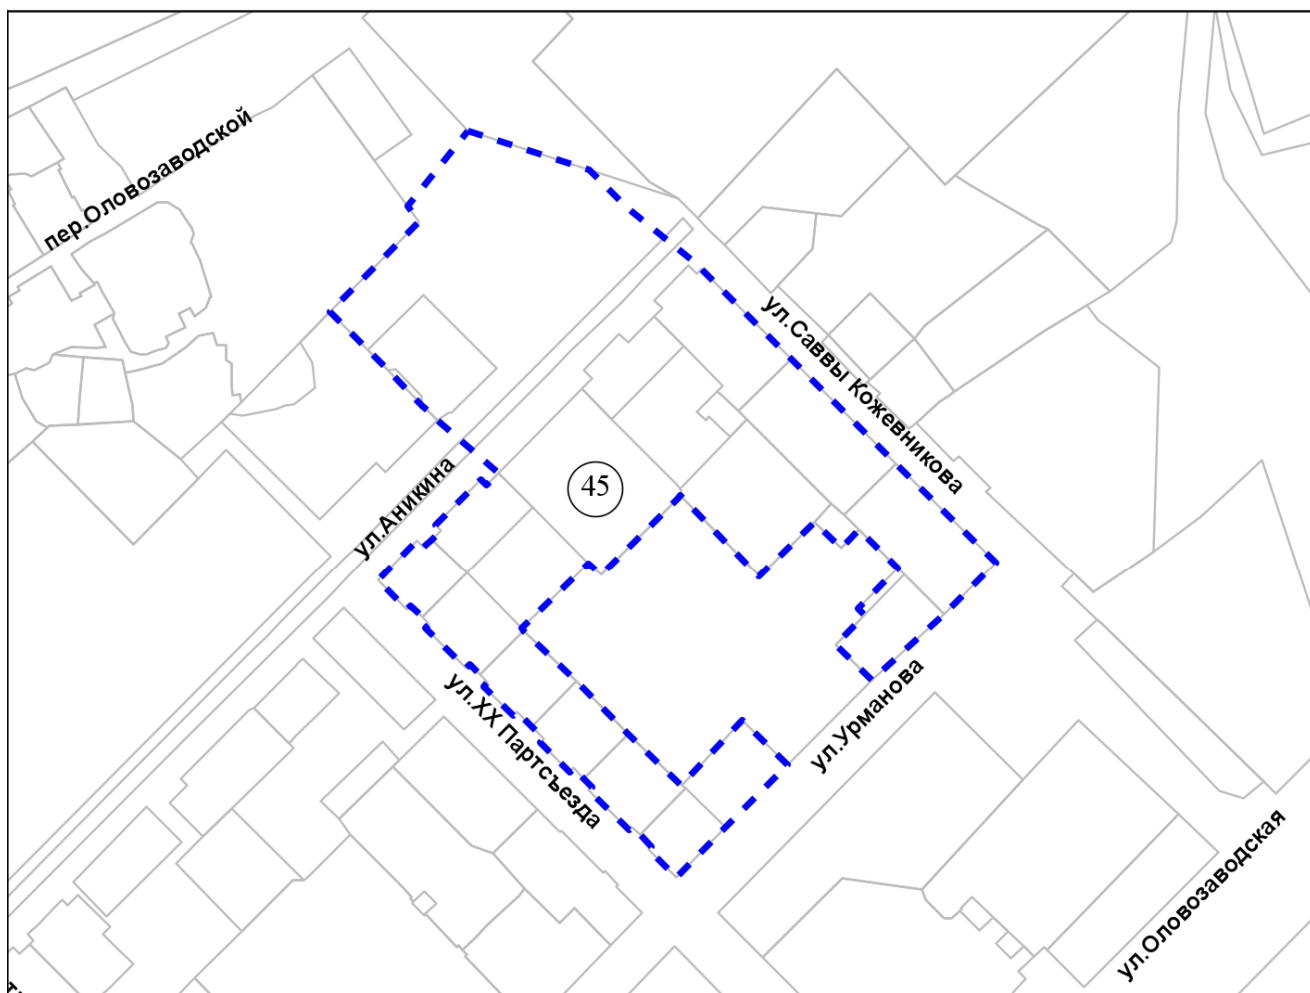 пер.Оловозаводской
ул.Саввы Кожевникова
ул.Аникина
45
ул.XX Партсъезда
ул.Урманова
ул.Оловозаводская